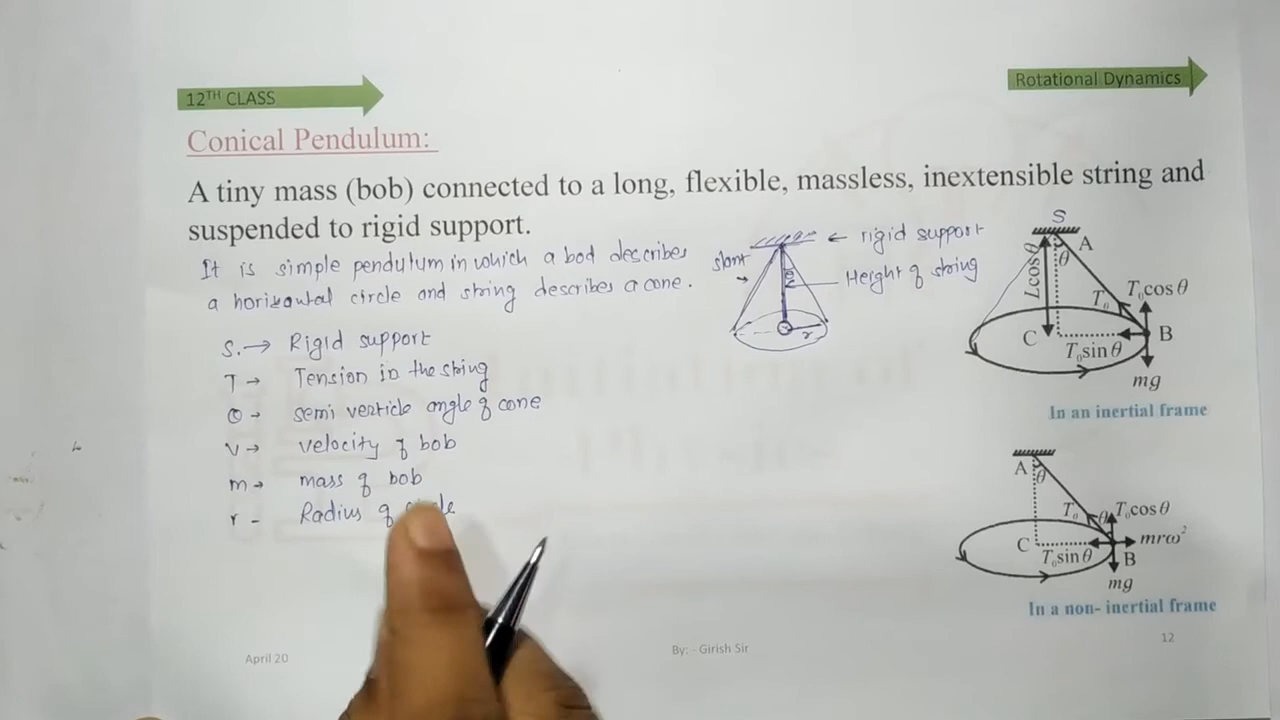 12TH CLASS
Rotational Dynamics
Conical Pendulum:
A tiny mass (bob) connected to a long, flexible, massless, inextensible string and
suspended to rigid support.
It is simple pendulum in which a bod describes
a horizontal circle and string describes a cone.
S. → Rigid support
T → Tension in the string
θ - semi verticle angle of cone
V → velocity of bob
m → mass of bob
r - Radius of
slant
← rigid support
Height of string
r
S
A
θ
Lcosθ
T₀
T₀cosθ
C
B
T₀sinθ
mg
In an inertial frame
A
θ
T₀
θ
T₀cosθ
C
mrω²
T₀sinθ
B
mg
In a non- inertial frame
April 20
By: - Girish Sir
12